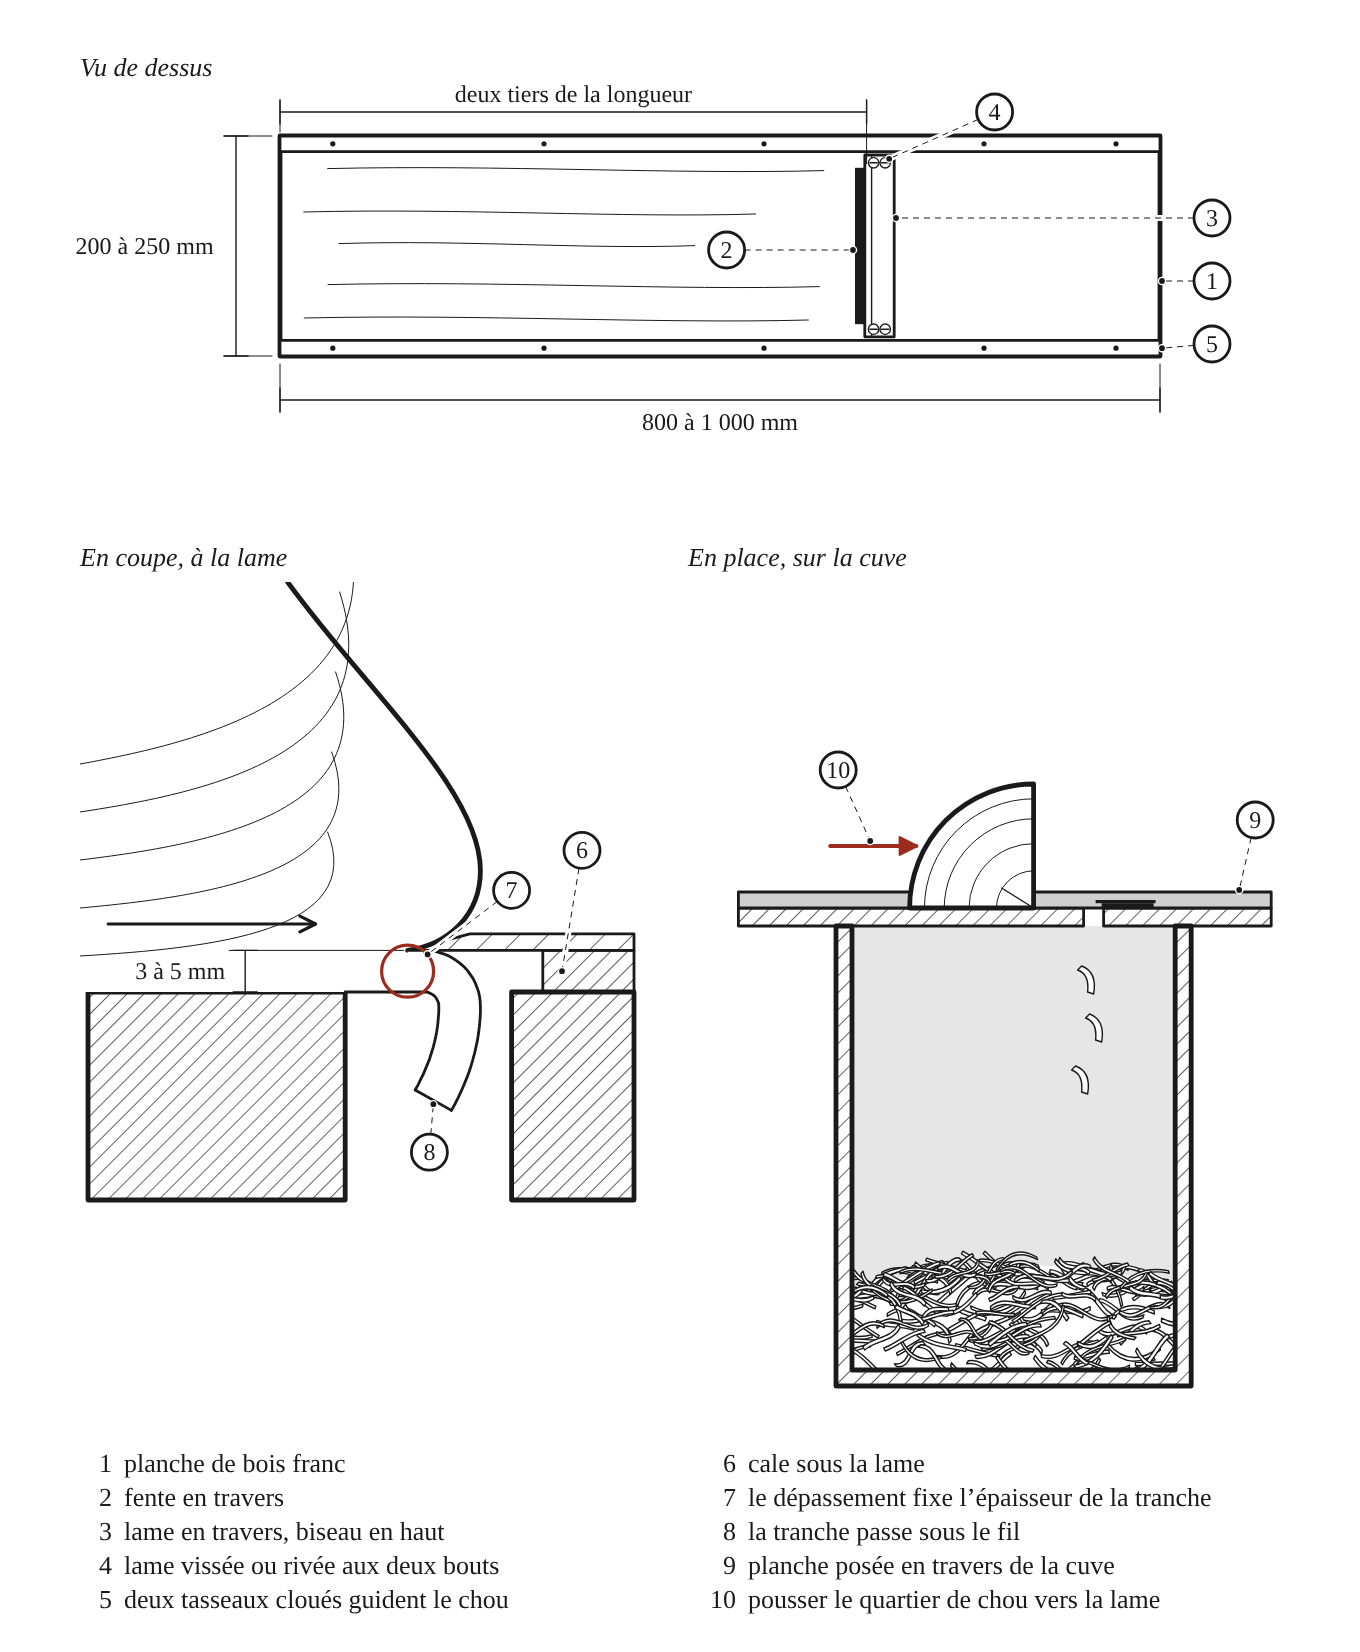 Vu de dessus
deux tiers de la longueur
4
3
200 à 250 mm
2
1
5
800 à 1 000 mm
En coupe, à la lame
En place, sur la cuve
10
9
6
7
3 à 5 mm
8
1 planche de bois franc
2 fente en travers
3 lame en travers, biseau en haut
4 lame vissée ou rivée aux deux bouts
5 deux tasseaux cloués guident le chou
6 cale sous la lame
7 le dépassement fixe l’épaisseur de la tranche
8 la tranche passe sous le fil
9 planche posée en travers de la cuve
10 pousser le quartier de chou vers la lame